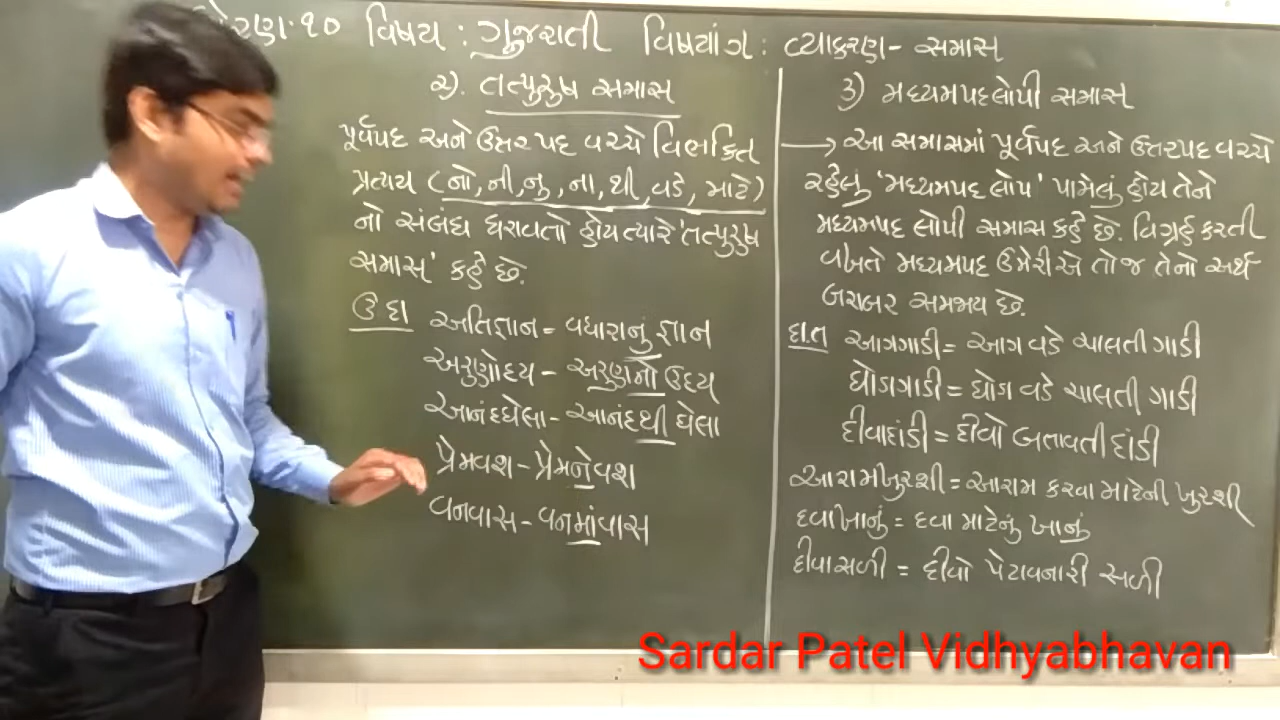 ધોરણ.૧૦ વિષય : ગુજરાતી વિષયાંગ : વ્યાકરણ - સમાસ
૨). તત્પુરુષ સમાસ
પૂર્વપદ અને ઉત્તરપદ વચ્ચે વિભક્તિ
પ્રત્યય (નો, ની, નુ, ના, થી, વડે, માટે)
નો સંબંધ ધરાવતો હોય ત્યારે 'તત્પુરુષ
સમાસ' કહે છે.
ઉદા અતિજ્ઞાન = વધારાનું જ્ઞાન
અરુણોદય - અરુણનો ઉદય
આનંદઘેલા - આનંદથી ઘેલા
પ્રેમવશ - પ્રેમને વશ
વનવાસ - વનમાં વાસ
૩) મધ્યમપદલોપી સમાસ
→ આ સમાસમાં પૂર્વપદ અને ઉત્તરપદ વચ્ચે
રહેલુ 'મધ્યમપદ લોપ' પામેલું હોય તેને
મધ્યમપદ લોપી સમાસ કહે છે. વિગ્રહ કરતી
વખતે મધ્યમપદ ઉમેરીએ તોજ તેનો અર્થ
બરાબર સમજાય છે.
દા.ત આગગાડી = આગ વડે ચાલતી ગાડી
ઘોડાગાડી = ઘોડા વડે ચાલતી ગાડી
દીવાદાંડી = દીવો બતાવતી દાંડી
આરામખુરશી = આરામ કરવા માટેની ખુરશી
દવાખાનું = દવા માટેનું ખાનું
દીવાસળી = દીવો પેટાવનારી સળી
Sardar Patel Vidhyabhavan